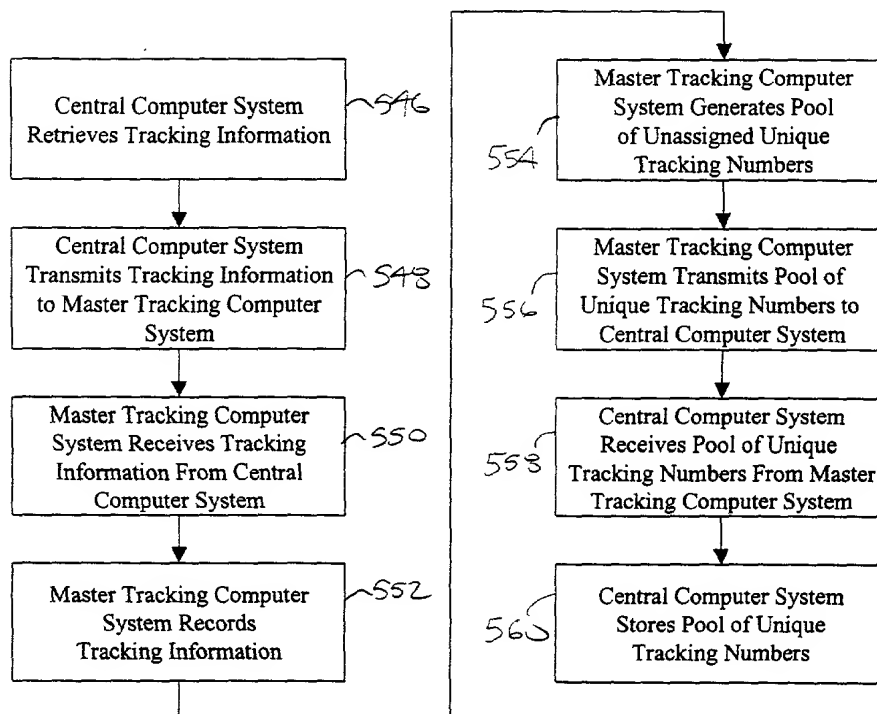 Central Computer System
Retrieves Tracking Information
546
Central Computer System
Transmits Tracking Information
to Master Tracking Computer
System
548
Master Tracking Computer
System Receives Tracking
Information From Central
Computer System
550
Master Tracking Computer
System Records
Tracking Information
552
Master Tracking Computer
System Generates Pool
of Unassigned Unique
Tracking Numbers
554
Master Tracking Computer
System Transmits Pool of
Unique Tracking Numbers to
Central Computer System
556
Central Computer System
Receives Pool of Unique
Tracking Numbers From Master
Tracking Computer System
558
Central Computer System
Stores Pool of Unique
Tracking Numbers
560